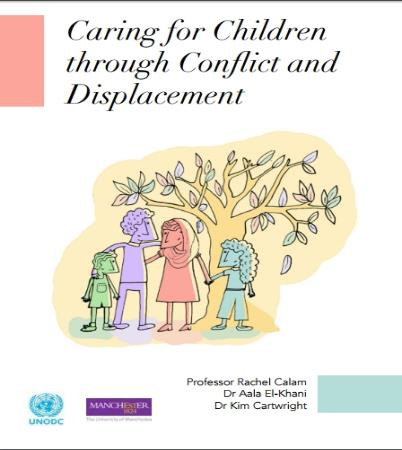 Caring for Children
through Conflict and
Displacement
Professor Rachel Calam
Dr Aala El-Khani
Dr Kim Cartwright
UNODC
MANCHESTER
1824
The University of Manchester